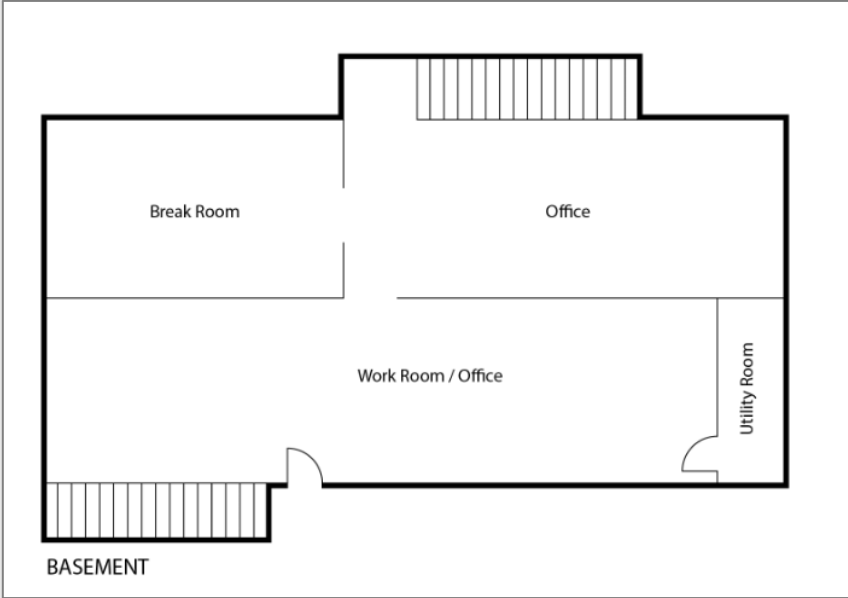 Break Room
Office
Work Room / Office
Utility Room
BASEMENT